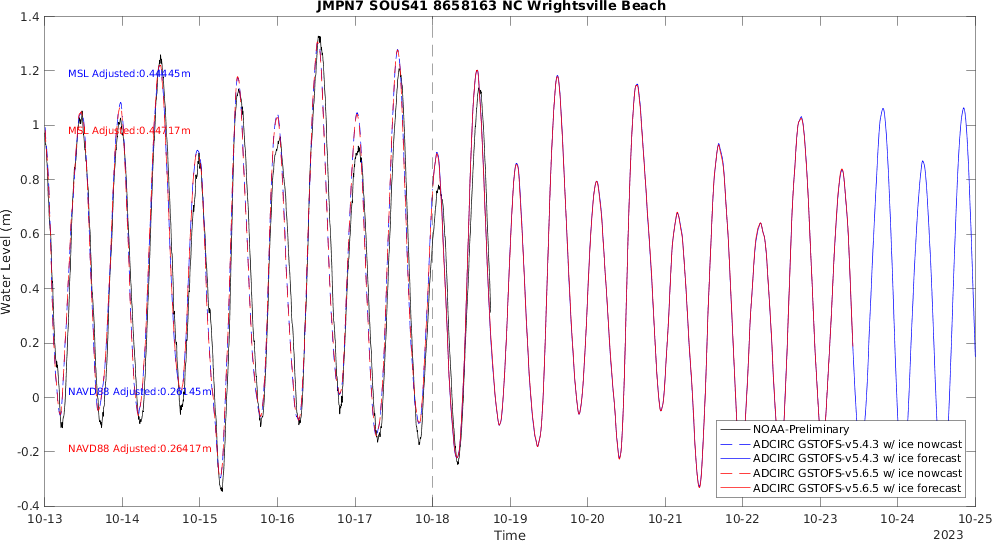 JMPN7 SOUS41 8658163 NC Wrightsville Beach
1.4
1.2
1
0.8
0.6
0.4
0.2
0
-0.2
-0.4
Water Level (m)
MSL Adjusted:0.44445m
MSL Adjusted:0.44717m
NAVD88 Adjusted:0.26145m
NAVD88 Adjusted:0.26417m
NOAA-Preliminary
ADCIRC GSTOFS-v5.4.3 w/ ice nowcast
ADCIRC GSTOFS-v5.4.3 w/ ice forecast
ADCIRC GSTOFS-v5.6.5 w/ ice nowcast
ADCIRC GSTOFS-v5.6.5 w/ ice forecast
10-13 10-14 10-15 10-16 10-17 10-18 10-19 10-20 10-21 10-22 10-23 10-24 10-25
Time
2023